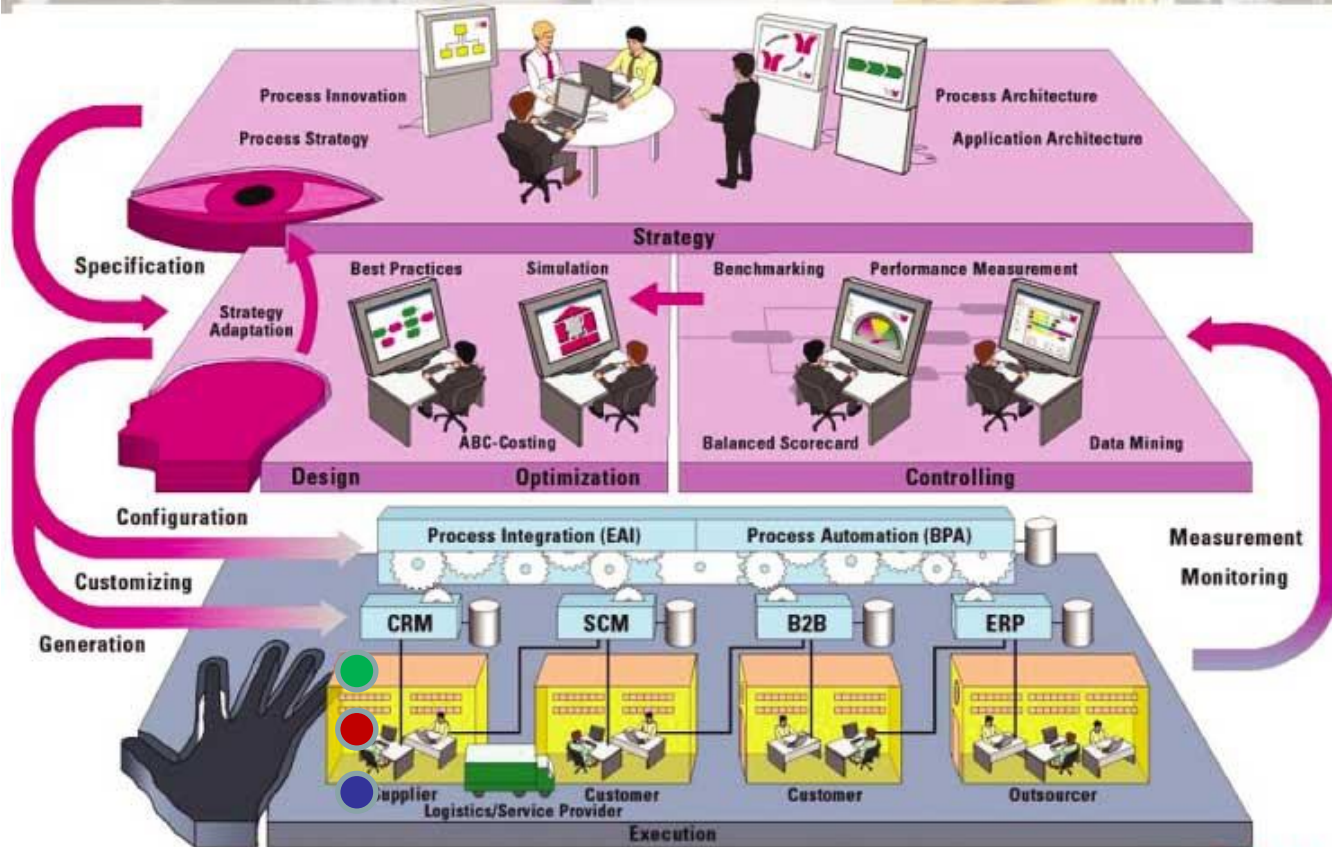 Process Innovation
Process Strategy
Process Architecture
Application Architecture
Strategy
Specification
Strategy
Adaptation
Best Practices
Simulation
Benchmarking
Performance Measurement
ABC-Costing
Balanced Scorecard
Data Mining
Design
Optimization
Controlling
Configuration
Customizing
Generation
Process Integration (EAI)
Process Automation (BPA)
Measurement
Monitoring
CRM
SCM
B2B
ERP
Supplier
Logistics/Service Provider
Customer
Customer
Outsourcer
Execution